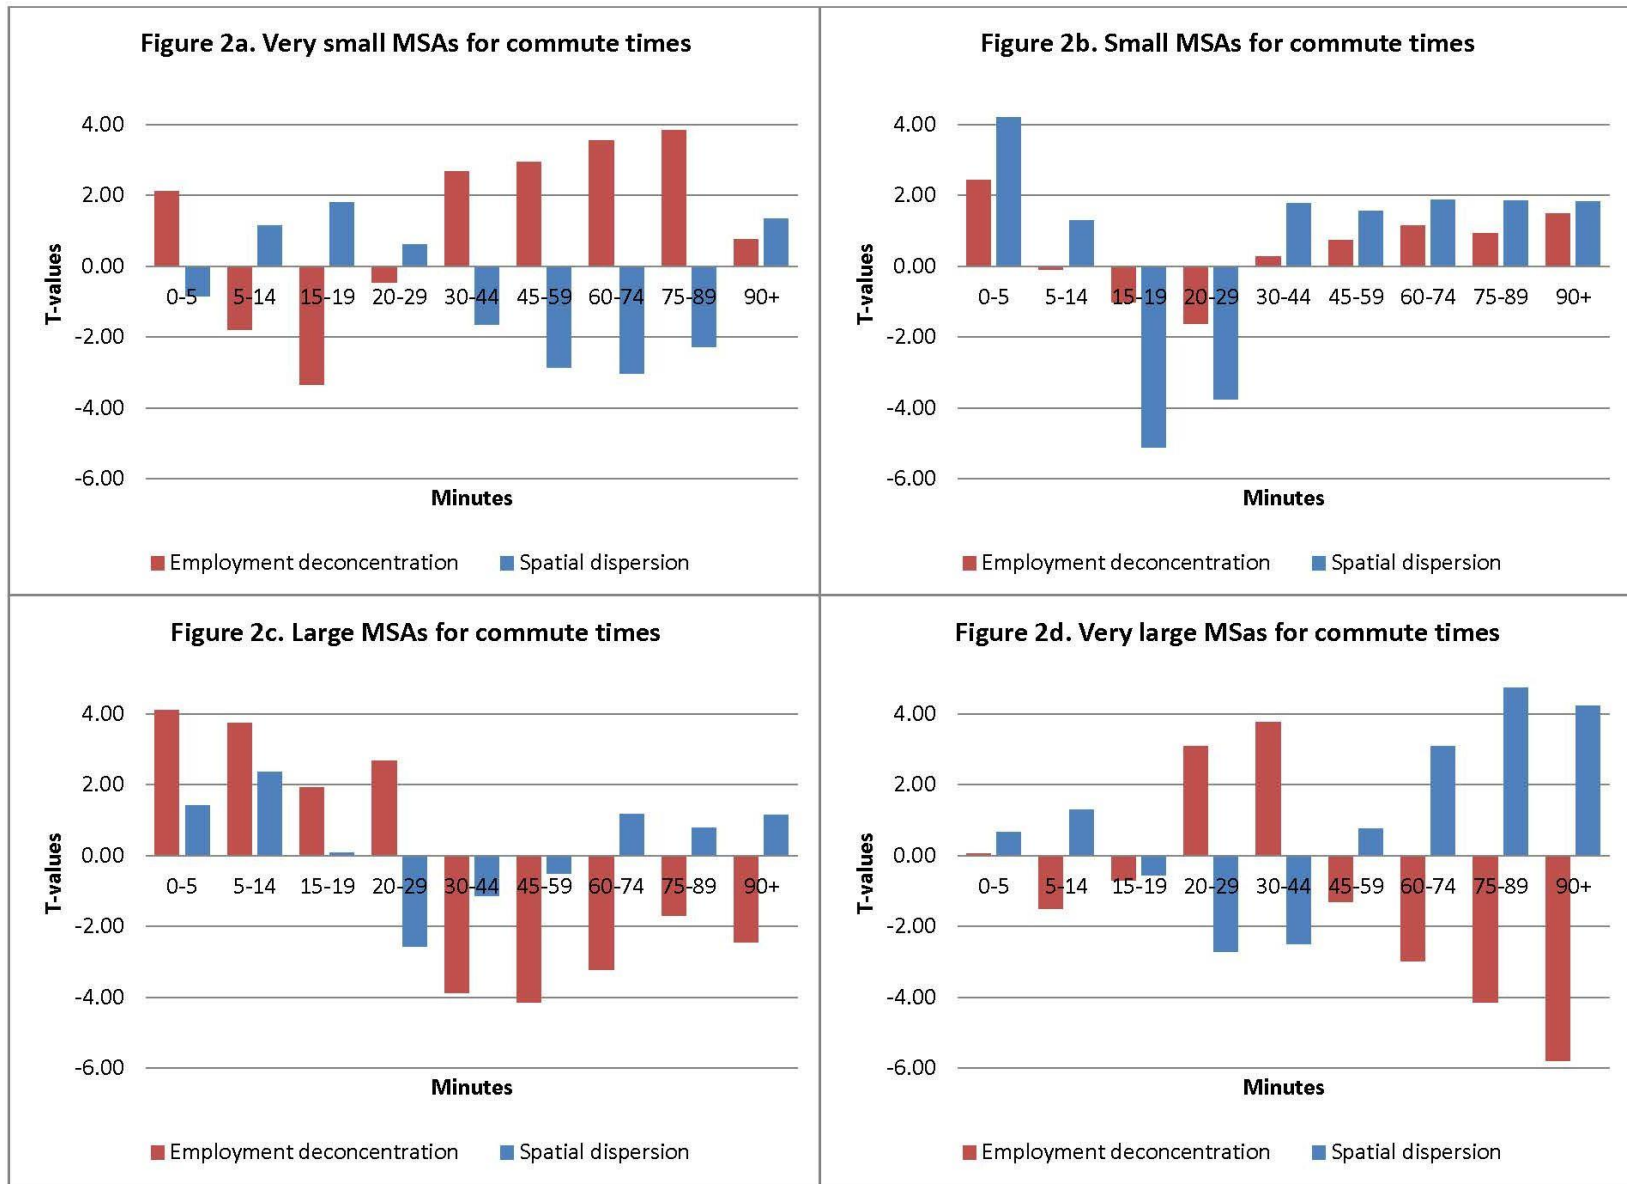 Figure 2a. Very small MSAs for commute times
4.00
2.00
0.00
-2.00
-4.00
-6.00
T-values
0-5 5-14 15-19 20-29 30-44 45-59 60-74 75-89 90+
Minutes
Employment deconcentration Spatial dispersion
Figure 2b. Small MSAs for commute times
4.00
2.00
0.00
-2.00
-4.00
-6.00
T-values
0-5 5-14 15-19 20-29 30-44 45-59 60-74 75-89 90+
Minutes
Employment deconcentration Spatial dispersion
Figure 2c. Large MSAs for commute times
4.00
2.00
0.00
-2.00
-4.00
-6.00
T-values
0-5 5-14 15-19 20-29 30-44 45-59 60-74 75-89 90+
Minutes
Employment deconcentration Spatial dispersion
Figure 2d. Very large MSas for commute times
4.00
2.00
0.00
-2.00
-4.00
-6.00
T-values
0-5 5-14 15-19 20-29 30-44 45-59 60-74 75-89 90+
Minutes
Employment deconcentration Spatial dispersion